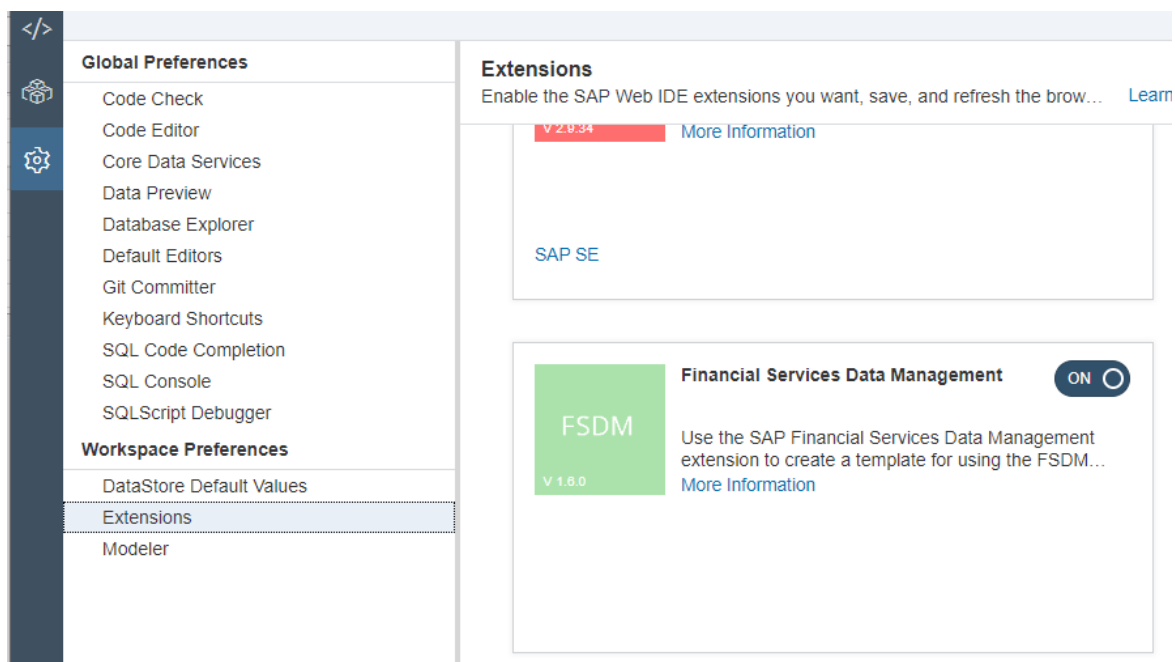 </>
Global Preferences
Code Check
Code Editor
Core Data Services
Data Preview
Database Explorer
Default Editors
Git Committer
Keyboard Shortcuts
SQL Code Completion
SQL Console
SQLScript Debugger
Workspace Preferences
DataStore Default Values
Extensions
Modeler
Extensions
Enable the SAP Web IDE extensions you want, save, and refresh the brow... Learn
V 2.9.34
More Information
SAP SE
Financial Services Data Management
ON
FSDM
V 1.6.0
Use the SAP Financial Services Data Management
extension to create a template for using the FSDM...
More Information